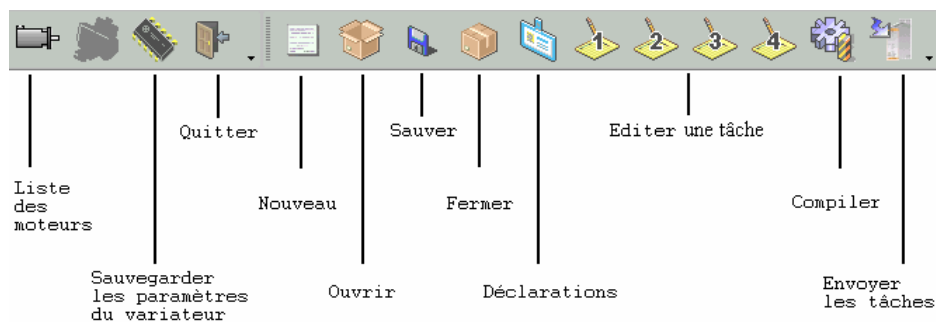 1 2 3 4
Quitter
Sauver
Editer une tâche
Liste
des
moteurs
Nouveau
Fermer
Compiler
Sauvegarder
les paramètres
du variateur
Ouvrir
Déclarations
Envoyer
les tâches